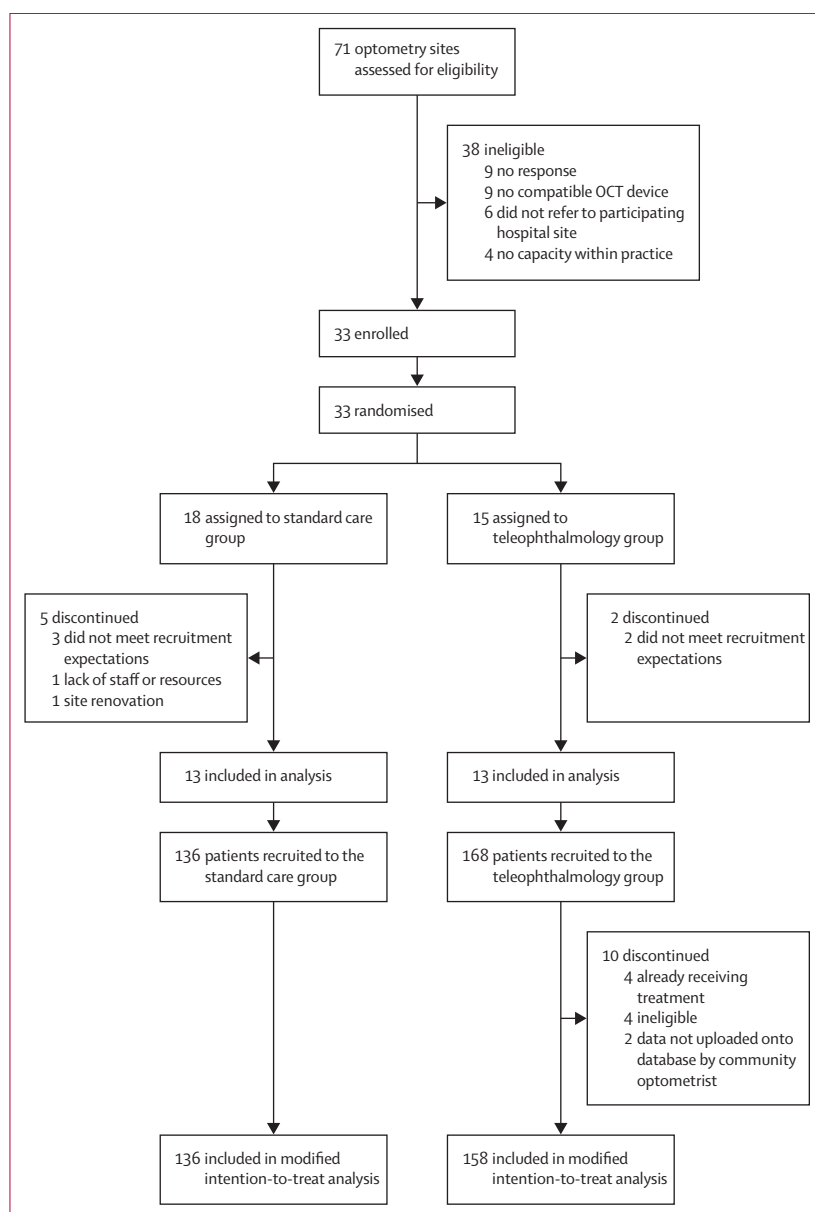 71 optometry sites
assessed for eligibility
38 ineligible
9 no response
9 no compatible OCT device
6 did not refer to participating
hospital site
4 no capacity within practice
33 enrolled
33 randomised
18 assigned to standard care
group
15 assigned to
teleophthalmology group
5 discontinued
3 did not meet recruitment
expectations
1 lack of staff or resources
1 site renovation
2 discontinued
2 did not meet recruitment
expectations
13 included in analysis
13 included in analysis
136 patients recruited to the
standard care group
168 patients recruited to the
teleophthalmology group
10 discontinued
4 already receiving
treatment
4 ineligible
2 data not uploaded onto
database by community
optometrist
136 included in modified
intention-to-treat analysis
158 included in modified
intention-to-treat analysis